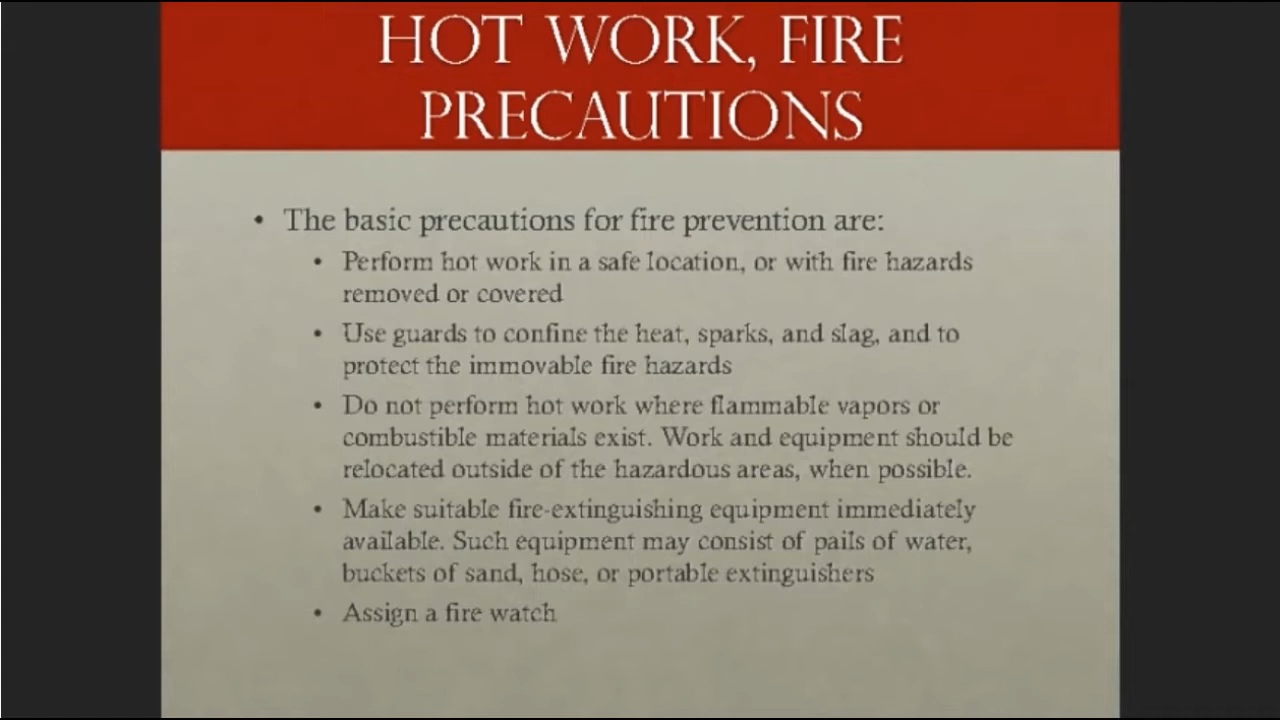 HOT WORK, FIRE
PRECAUTIONS
• The basic precautions for fire prevention are:
• Perform hot work in a safe location, or with fire hazards
removed or covered
• Use guards to confine the heat, sparks, and slag, and to
protect the immovable fire hazards
• Do not perform hot work where flammable vapors or
combustible materials exist. Work and equipment should be
relocated outside of the hazardous areas, when possible.
• Make suitable fire-extinguishing equipment immediately
available. Such equipment may consist of pails of water,
buckets of sand, hose, or portable extinguishers
• Assign a fire watch